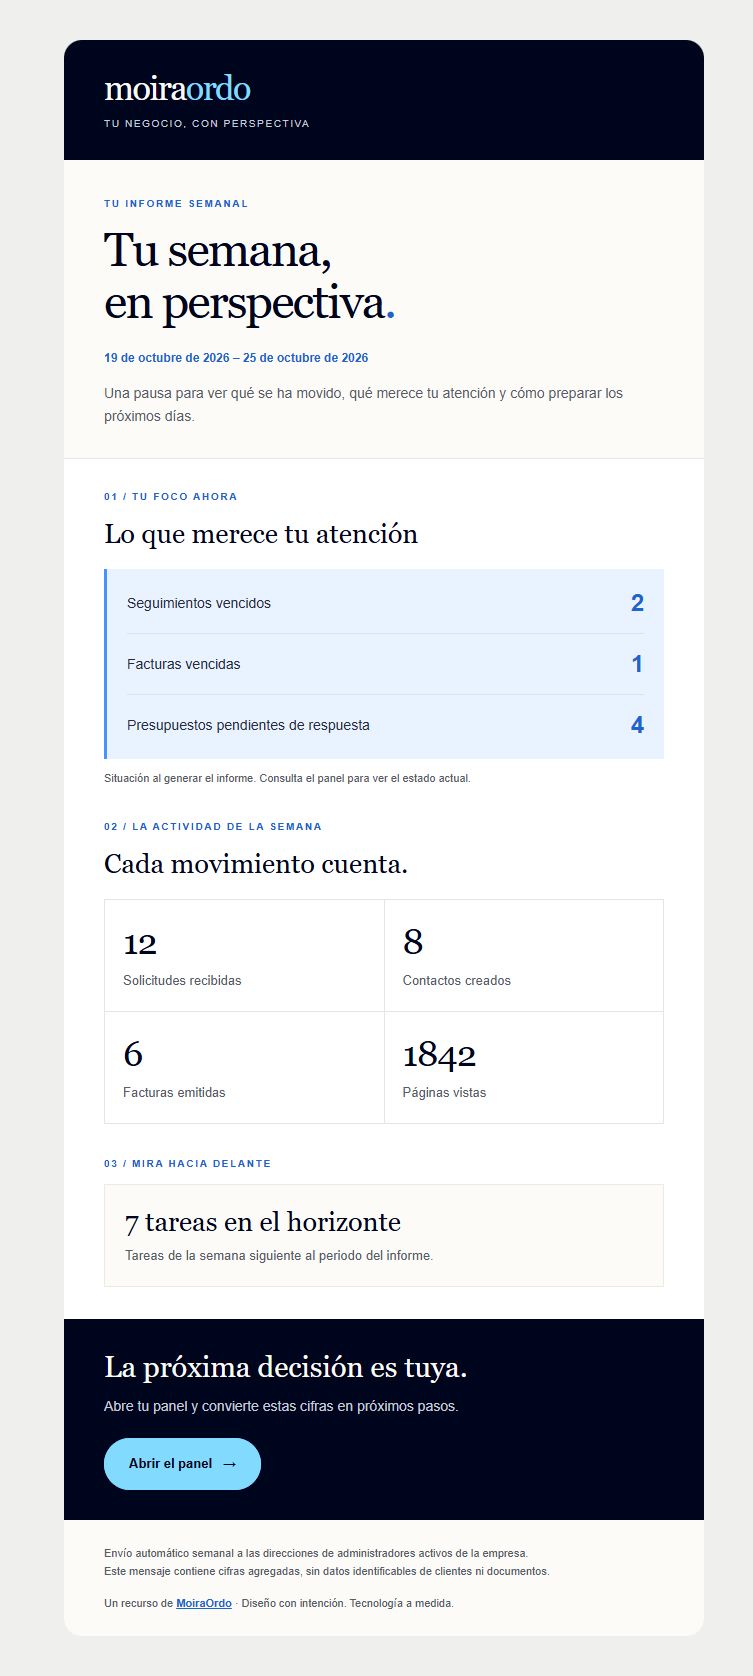 moiraordo
TU NEGOCIO, CON PERSPECTIVA
TU INFORME SEMANAL
Tu semana,
en perspectiva.
19 de octubre de 2026 – 25 de octubre de 2026
Una pausa para ver qué se ha movido, qué merece tu atención y cómo preparar los
próximos días.
01 / TU FOCO AHORA
Lo que merece tu atención
Seguimientos vencidos 2
Facturas vencidas 1
Presupuestos pendientes de respuesta 4
Situación al generar el informe. Consulta el panel para ver el estado actual.
02 / LA ACTIVIDAD DE LA SEMANA
Cada movimiento cuenta.
12
Solicitudes recibidas
8
Contactos creados
6
Facturas emitidas
1842
Páginas vistas
03 / MIRA HACIA DELANTE
7 tareas en el horizonte
Tareas de la semana siguiente al periodo del informe.
La próxima decisión es tuya.
Abre tu panel y convierte estas cifras en próximos pasos.
Abrir el panel →
Envío automático semanal a las direcciones de administradores activos de la empresa.
Este mensaje contiene cifras agregadas, sin datos identificables de clientes ni documentos.
Un recurso de MoiraOrdo · Diseño con intención. Tecnología a medida.